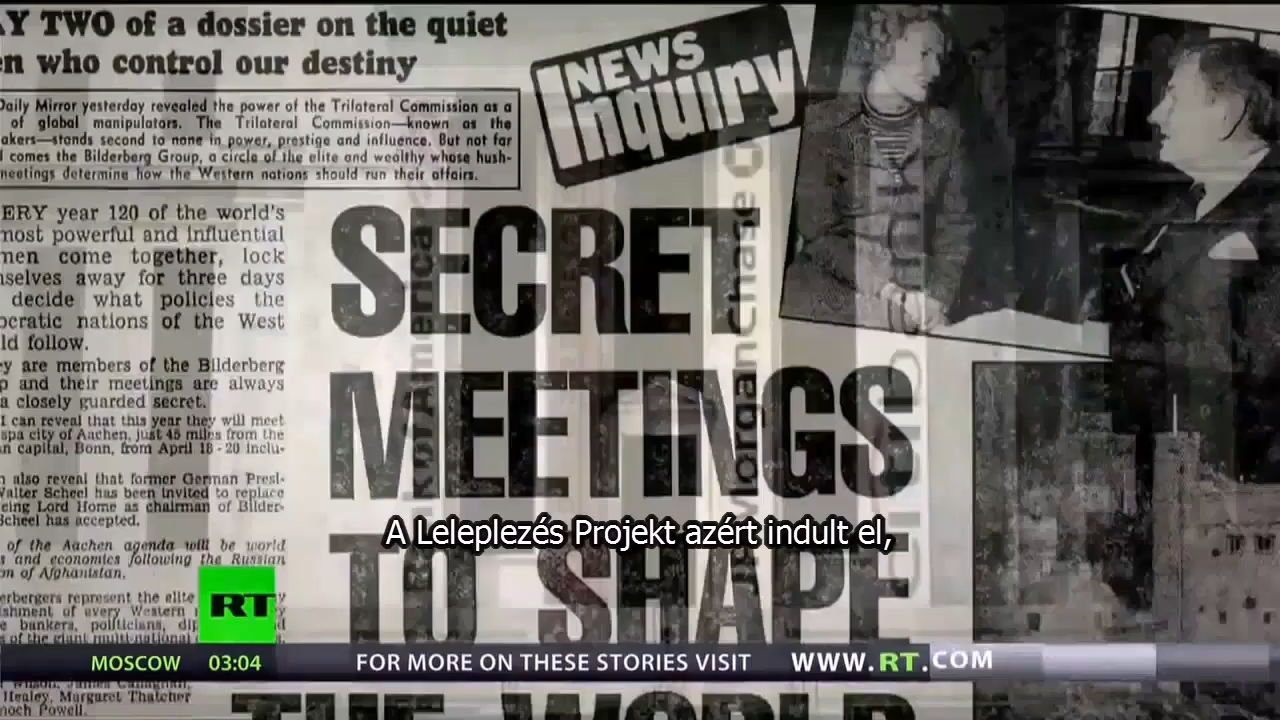 Y TWO of a dossier on the quiet
en who control our destiny
Daily Mirror yesterday revealed the power of the Trilateral Commission as a
of global manipulators. The Trilateral Commission—known as the
akers—stands second to none in power, prestige and influence. But not far
comes the Bilderberg Group, a circle of the elite and wealthy whose hush-
meetings determine how the Western nations should run their affairs.
NEWS
Inquiry
ERY year 120 of the world's
most powerful and influential
men come together, lock
mselves away for three days
decide what policies the
ocratic nations of the West
ld follow.
ey are members of the Bilderberg
p and their meetings are always
a closely guarded secret.
I can reveal that this year they will meet
spa city of Aachen, just 45 miles from the
an capital, Bonn, from April 18-20 inclu-
n also reveal that former German Presi-
Walter Scheel has been invited to replace
eing Lord Home as chairman of Bilder-
Scheel has accepted.
of the Aachen agenda will be world
s and economics following the Russian
on of Afghanistan.
erbergers represent the elite
lishment of every Western
e bankers, politicians,
s of the giant multi-national
Healey, Margaret Thatcher
noch Powell.
SECRET
MEETINGS
TO SHAPE
THE WORLD
kofAmerica
JPMorganChase
A Leleplezés Projekt azért indult el,
RT
MOSCOW 03:04 FOR MORE ON THESE STORIES VISIT WWW.RT.COM